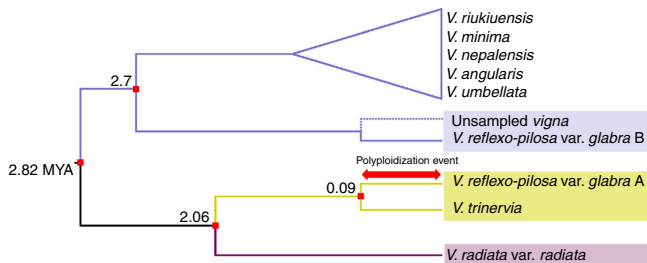 V. riukiuensis
V. minima
V. nepalensis
V. angularis
V. umbellata
2.7
Unsampled vigna
V. reflexo-pilosa var. glabra B
2.82 MYA
Polyploidization event
0.09
V. reflexo-pilosa var. glabra A
V. trinervia
2.06
V. radiata var. radiata